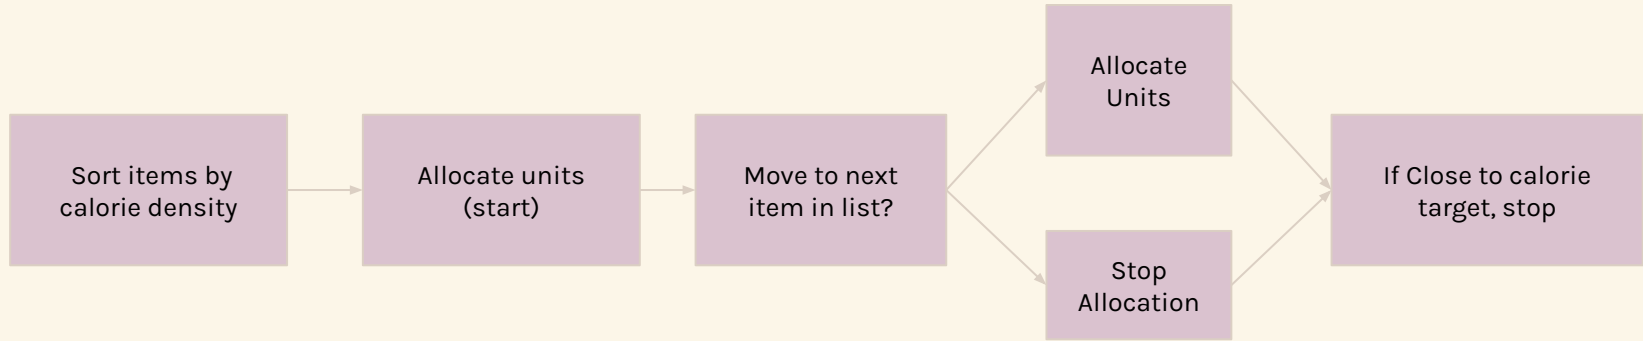 Sort items by
calorie density
Allocate units
(start)
Move to next
item in list?
Allocate
Units
Stop
Allocation
If Close to calorie
target, stop